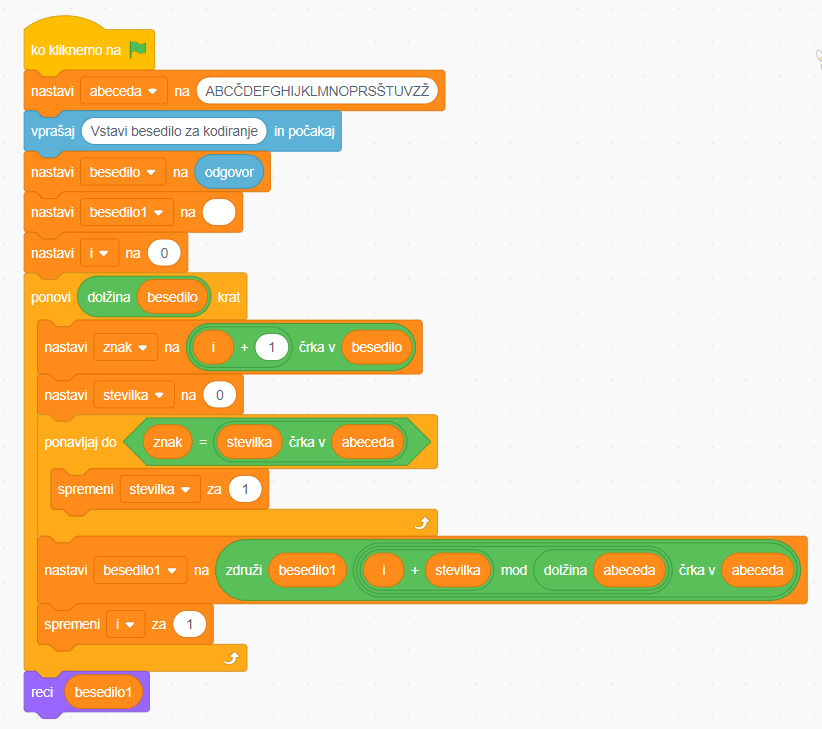 ko kliknemo na
nastavi abeceda na ABCČDEFGHIJKLMNOPRSŠTUVZŽ
vprašaj Vstavi besedilo za kodiranje in počakaj
nastavi besedilo na odgovor
nastavi besedilo1 na
nastavi i na 0
ponovi dolžina besedilo krat
nastavi znak na i + 1 črka v besedilo
nastavi stevilka na 0
ponavljaj do znak = stevilka črka v abeceda
spremeni stevilka za 1
nastavi besedilo1 na združi besedilo1 i + stevilka mod dolžina abeceda črka v abeceda
spremeni i za 1
reci besedilo1